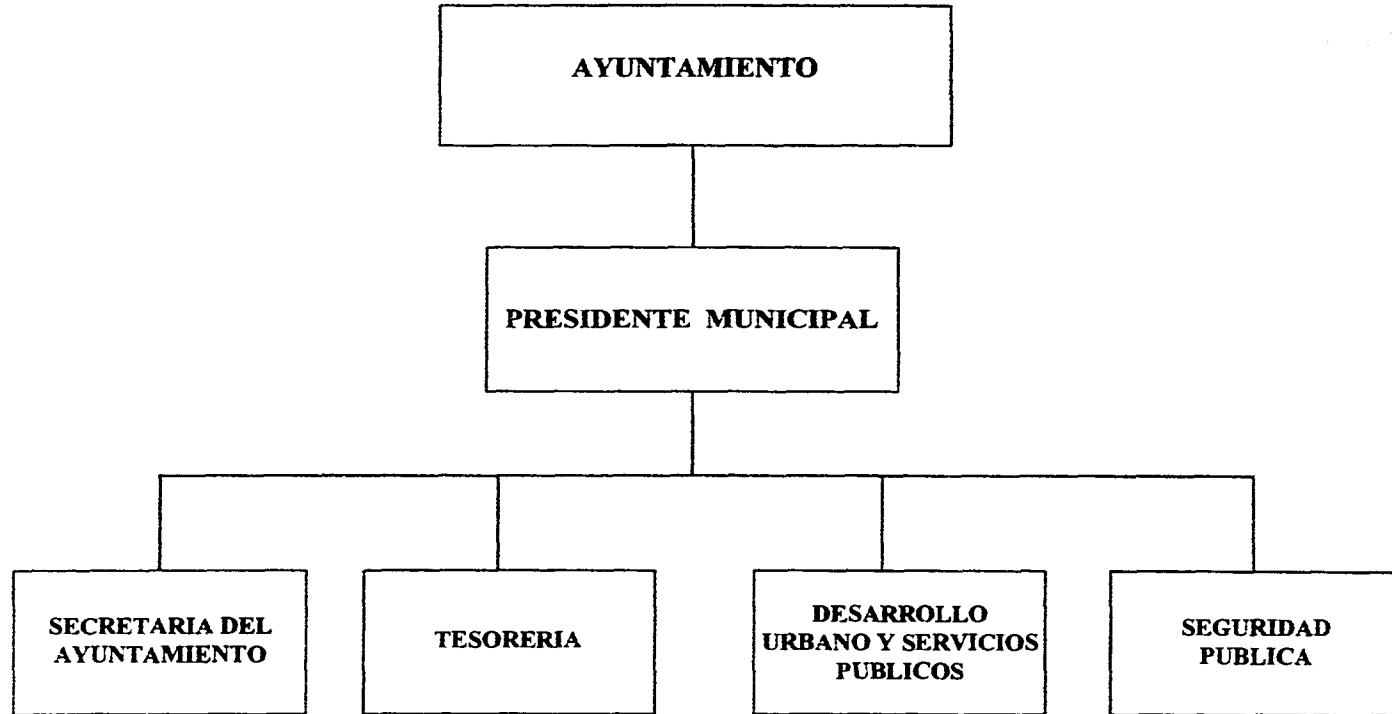 AYUNTAMIENTO
PRESIDENTE MUNICIPAL
SECRETARIA DEL
AYUNTAMIENTO
TESORERIA
DESARROLLO
URBANO Y SERVICIOS
PUBLICOS
SEGURIDAD
PUBLICA